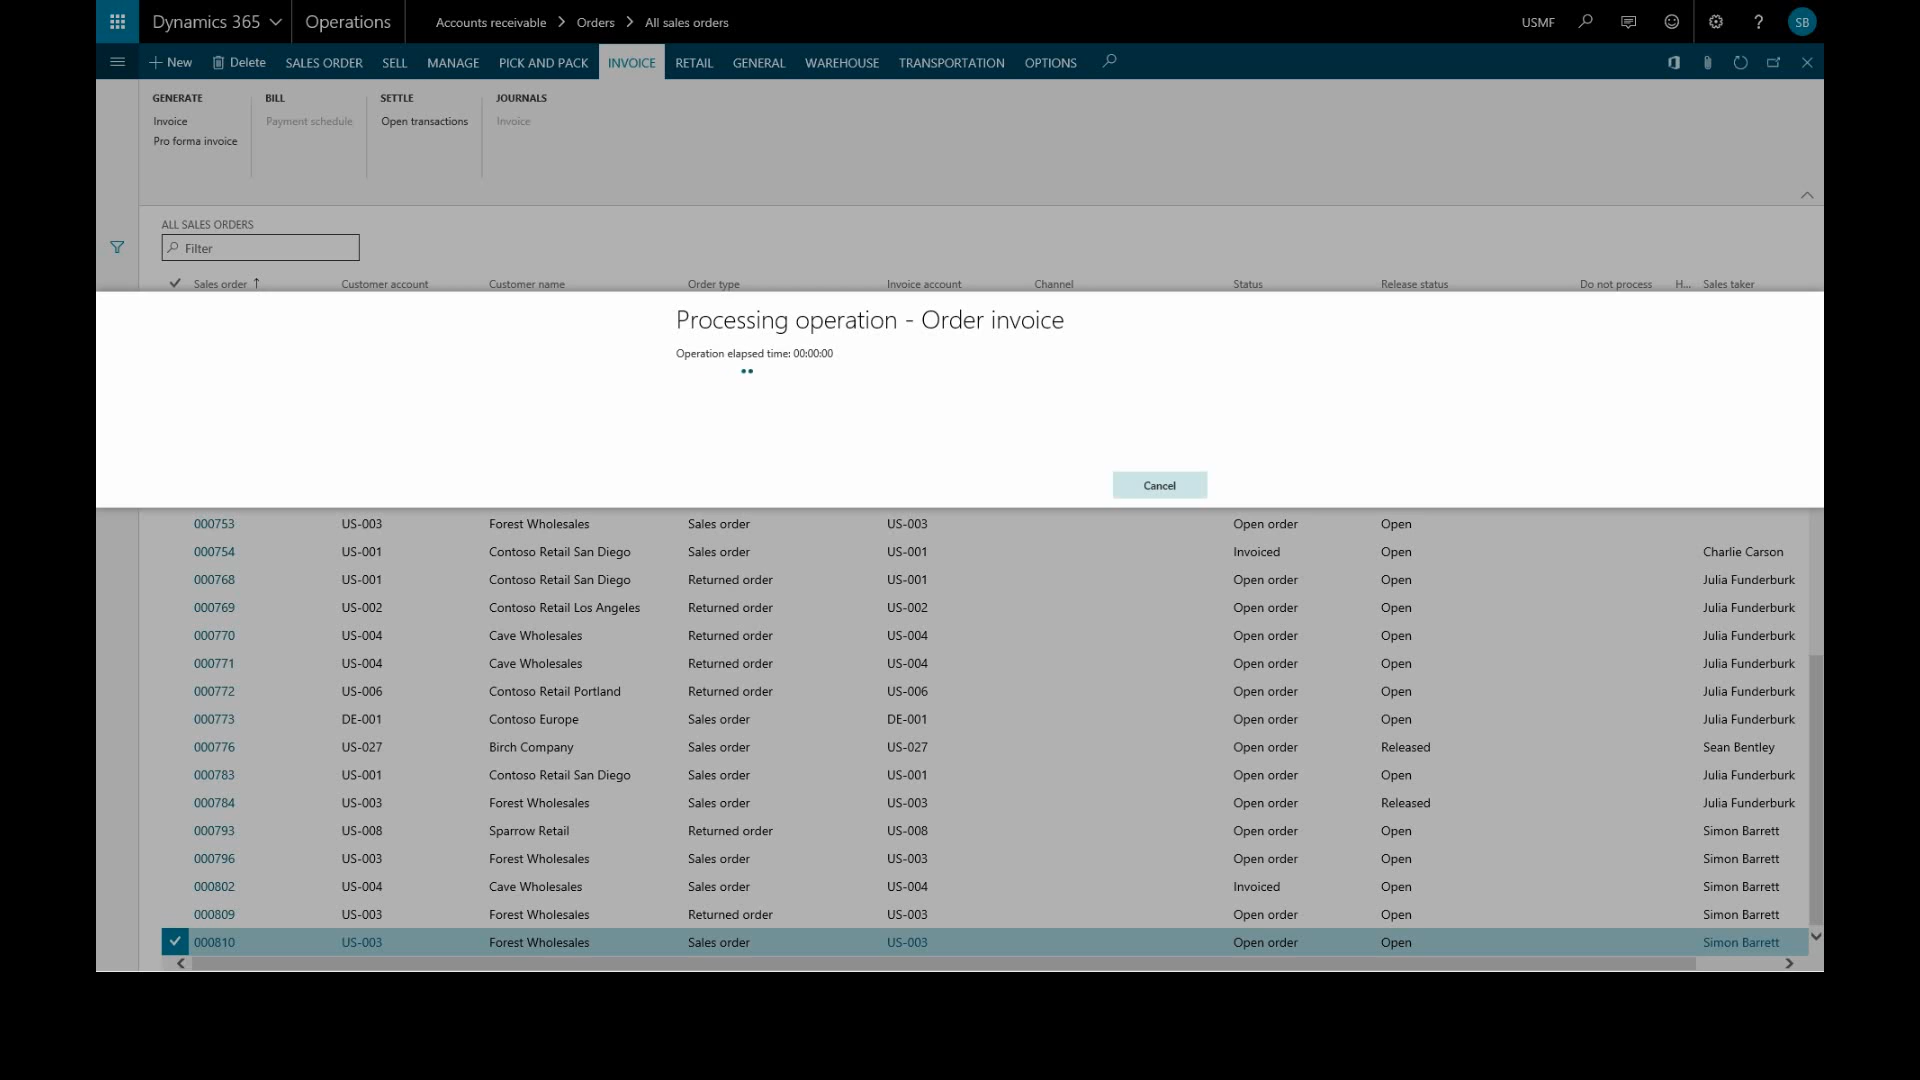 Dynamics 365 Operations Accounts receivable Orders All sales orders USMF ? SB
New Delete SALES ORDER SELL MANAGE PICK AND PACK INVOICE RETAIL GENERAL WAREHOUSE TRANSPORTATION OPTIONS
GENERATE BILL SETTLE JOURNALS
Invoice Payment schedule Open transactions Invoice
Pro forma invoice
ALL SALES ORDERS
Filter
Sales order Customer account Customer name Order type Invoice account Channel Status Release status Do not process H... Sales taker
Processing operation - Order invoice
Operation elapsed time: 00:00:00
Cancel
000753 US-003 Forest Wholesales Sales order US-003 Open order Open
000754 US-001 Contoso Retail San Diego Sales order US-001 Invoiced Open Charlie Carson
000768 US-001 Contoso Retail San Diego Returned order US-001 Open order Open Julia Funderburk
000769 US-002 Contoso Retail Los Angeles Returned order US-002 Open order Open Julia Funderburk
000770 US-004 Cave Wholesales Returned order US-004 Open order Open Julia Funderburk
000771 US-004 Cave Wholesales Returned order US-004 Open order Open Julia Funderburk
000772 US-006 Contoso Retail Portland Returned order US-006 Open order Open Julia Funderburk
000773 DE-001 Contoso Europe Sales order DE-001 Open order Open Julia Funderburk
000776 US-027 Birch Company Sales order US-027 Open order Released Sean Bentley
000783 US-001 Contoso Retail San Diego Sales order US-001 Open order Open Julia Funderburk
000784 US-003 Forest Wholesales Sales order US-003 Open order Released Julia Funderburk
000793 US-008 Sparrow Retail Returned order US-008 Open order Open Simon Barrett
000796 US-003 Forest Wholesales Sales order US-003 Open order Open Simon Barrett
000802 US-004 Cave Wholesales Sales order US-004 Invoiced Open Simon Barrett
000809 US-003 Forest Wholesales Returned order US-003 Open order Open Simon Barrett
000810 US-003 Forest Wholesales Sales order US-003 Open order Open Simon Barrett